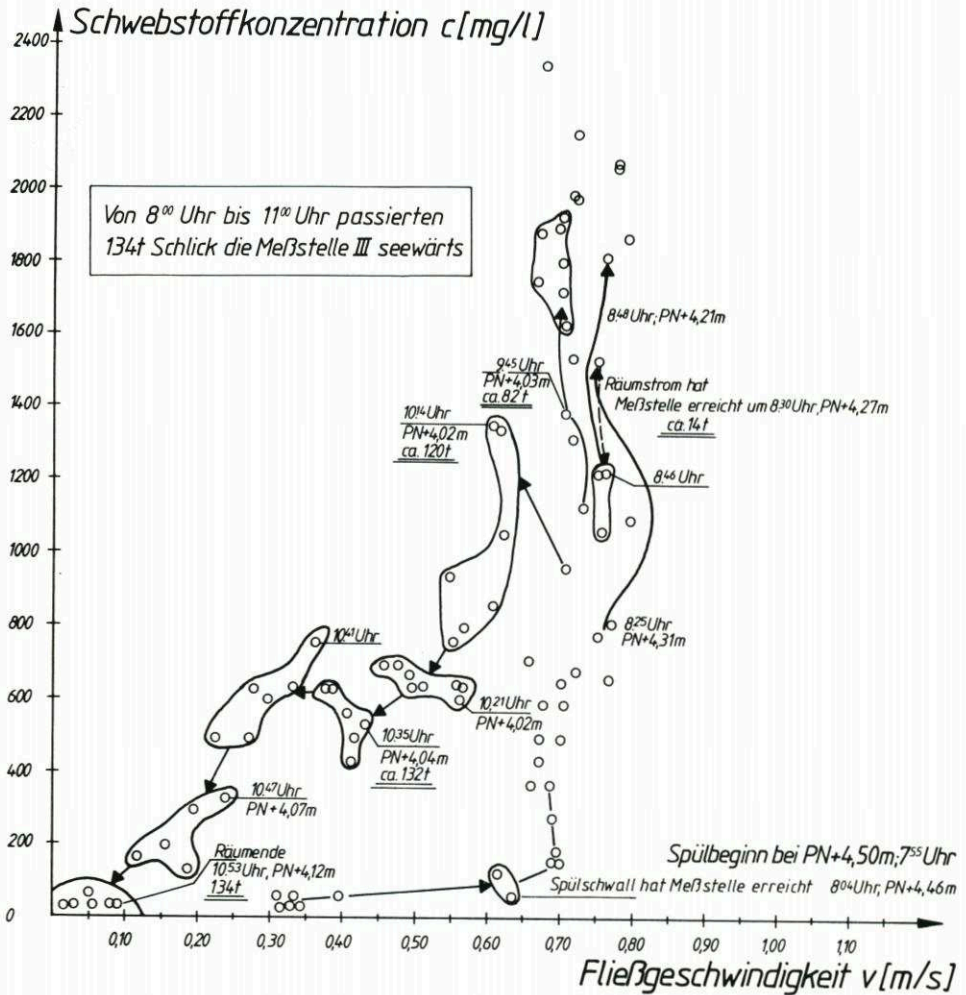 Schwebstoffkonzentration c [mg/l]
2400
2200
2000
1800
1600
1400
1200
1000
800
600
400
200
0
Von 8⁰⁰ Uhr bis 11⁰⁰ Uhr passierten
134t Schlick die Meßstelle III seewärts
8⁴⁸ Uhr; PN+4,21m
9⁴⁵ Uhr
PN+4,03m
ca. 82t
Räumstrom hat
Meßstelle erreicht um 8³⁰ Uhr, PN+4,27m
ca. 14t
10¹⁴ Uhr
PN+4,02m
ca. 120t
8⁴⁶ Uhr
8²⁵ Uhr
PN+4,31m
10⁴¹ Uhr
10²¹ Uhr
PN+4,02m
10³⁵ Uhr
PN+4,04m
ca. 132t
10⁴⁷ Uhr
PN+4,07m
Räumende
10⁵³ Uhr, PN+4,12m
134t
Spülbeginn bei PN+4,50m; 7⁵⁵ Uhr
Spülschwall hat Meßstelle erreicht 8⁰⁴ Uhr, PN+4,46m
0,10 0,20 0,30 0,40 0,50 0,60 0,70 0,80 0,90 1,00 1,10
Fließgeschwindigkeit v [m/s]